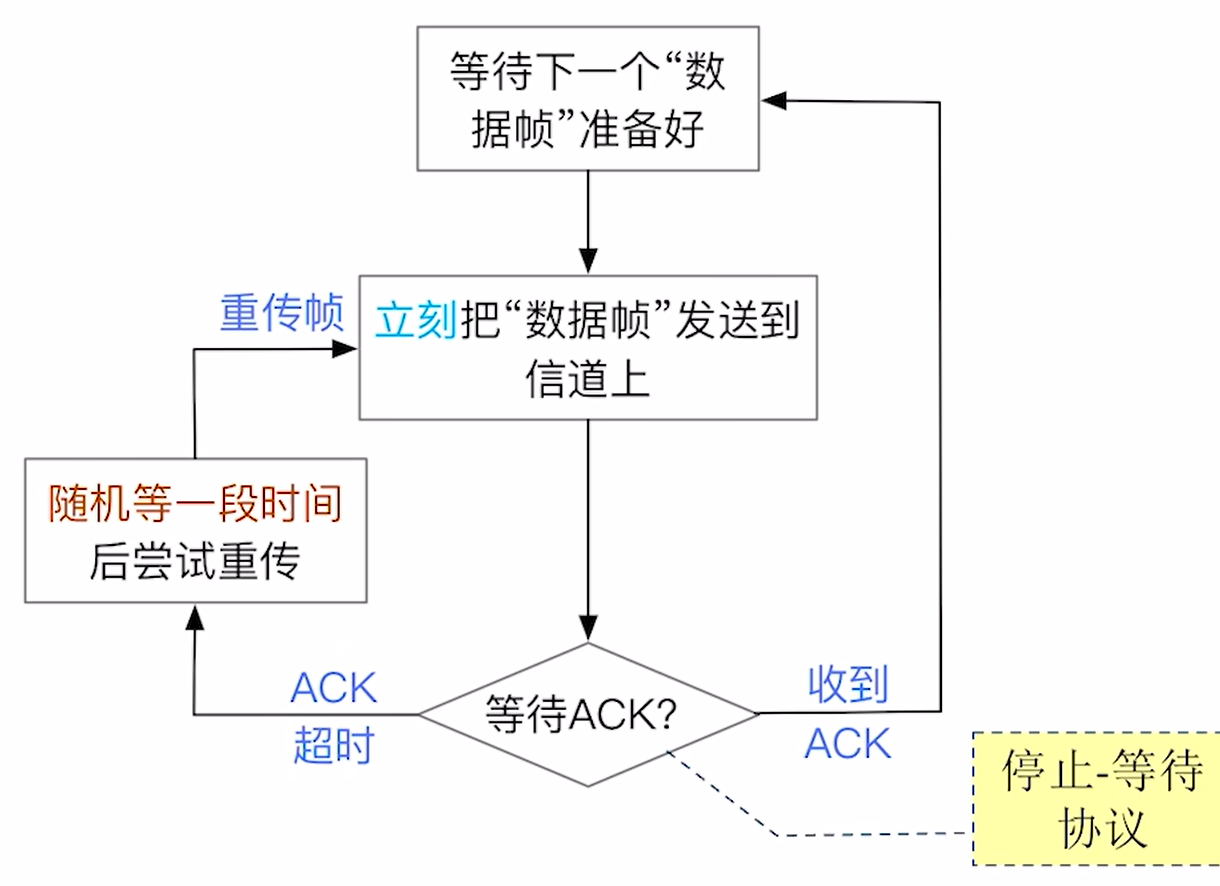 等待下一个“数
据帧”准备好
重传帧
立刻把“数据帧”发送到
信道上
随机等一段时间
后尝试重传
ACK
超时
等待ACK?
收到
ACK
停止-等待
协议